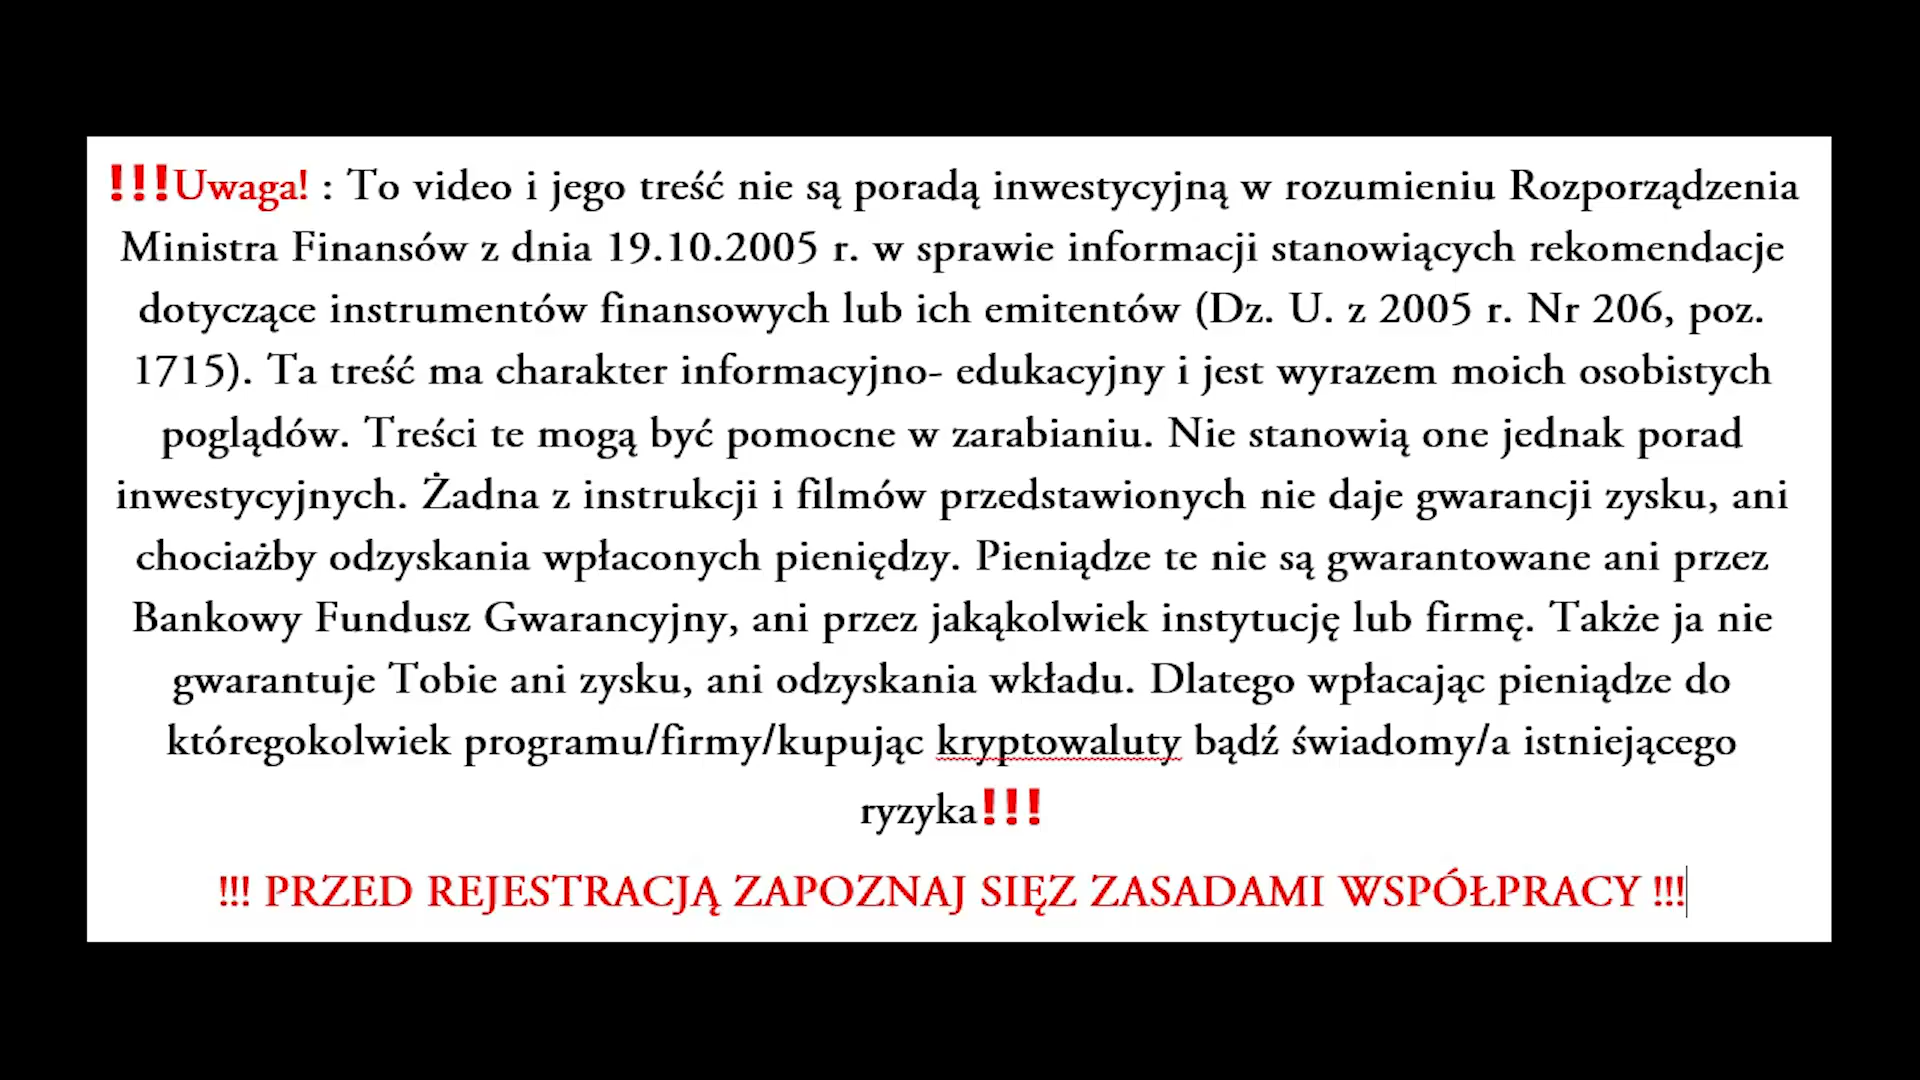 !!!Uwaga! : To video i jego treść nie są poradą inwestycyjną w rozumieniu Rozporządzenia
Ministra Finansów z dnia 19.10.2005 r. w sprawie informacji stanowiących rekomendacje
dotyczące instrumentów finansowych lub ich emitentów (Dz. U. z 2005 r. Nr 206, poz.
1715). Ta treść ma charakter informacyjno- edukacyjny i jest wyrazem moich osobistych
poglądów. Treści te mogą być pomocne w zarabianiu. Nie stanowią one jednak porad
inwestycyjnych. Żadna z instrukcji i filmów przedstawionych nie daje gwarancji zysku, ani
chociażby odzyskania wpłaconych pieniędzy. Pieniądze te nie są gwarantowane ani przez
Bankowy Fundusz Gwarancyjny, ani przez jakąkolwiek instytucję lub firmę. Także ja nie
gwarantuje Tobie ani zysku, ani odzyskania wkładu. Dlatego wpłacając pieniądze do
któregokolwiek programu/firmy/kupując kryptowaluty bądź świadomy/a istniejącego
ryzyka!!!
!!! PRZED REJESTRACJĄ ZAPOZNAJ SIĘZ ZASADAMI WSPÓŁPRACY !!!